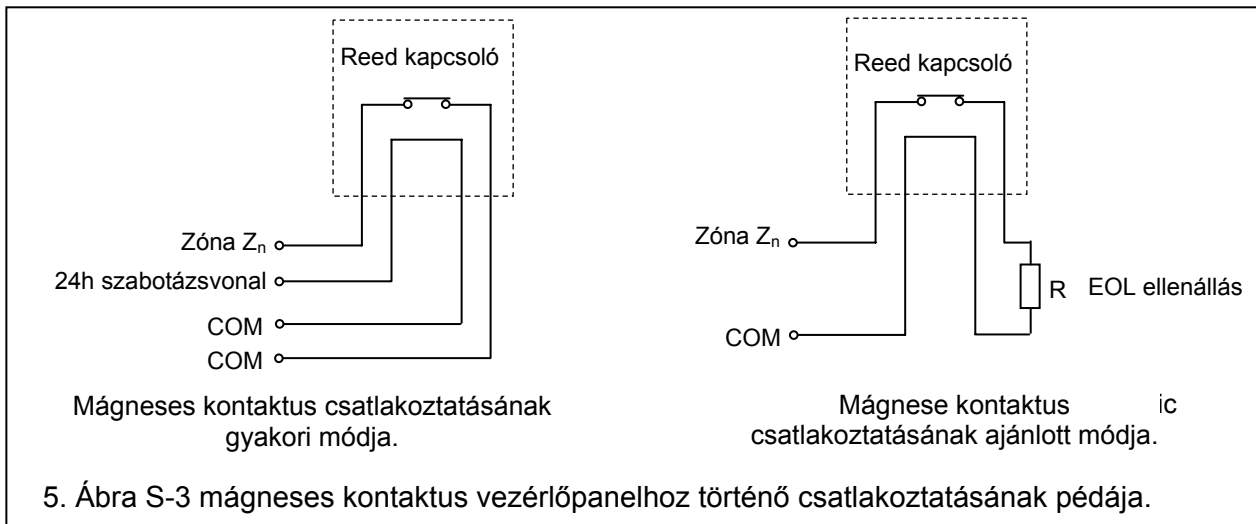 Reed kapcsoló
Zóna Zn
24h szabotázsvonal
COM
COM
Mágneses kontaktus csatlakoztatásának
gyakori módja.
Reed kapcsoló
Zóna Zn
R EOL ellenállás
COM
Mágnese kontaktus ic
csatlakoztatásának ajánlott módja.
5. Ábra S-3 mágneses kontaktus vezérlőpanelhoz történő csatlakoztatásának pédája.